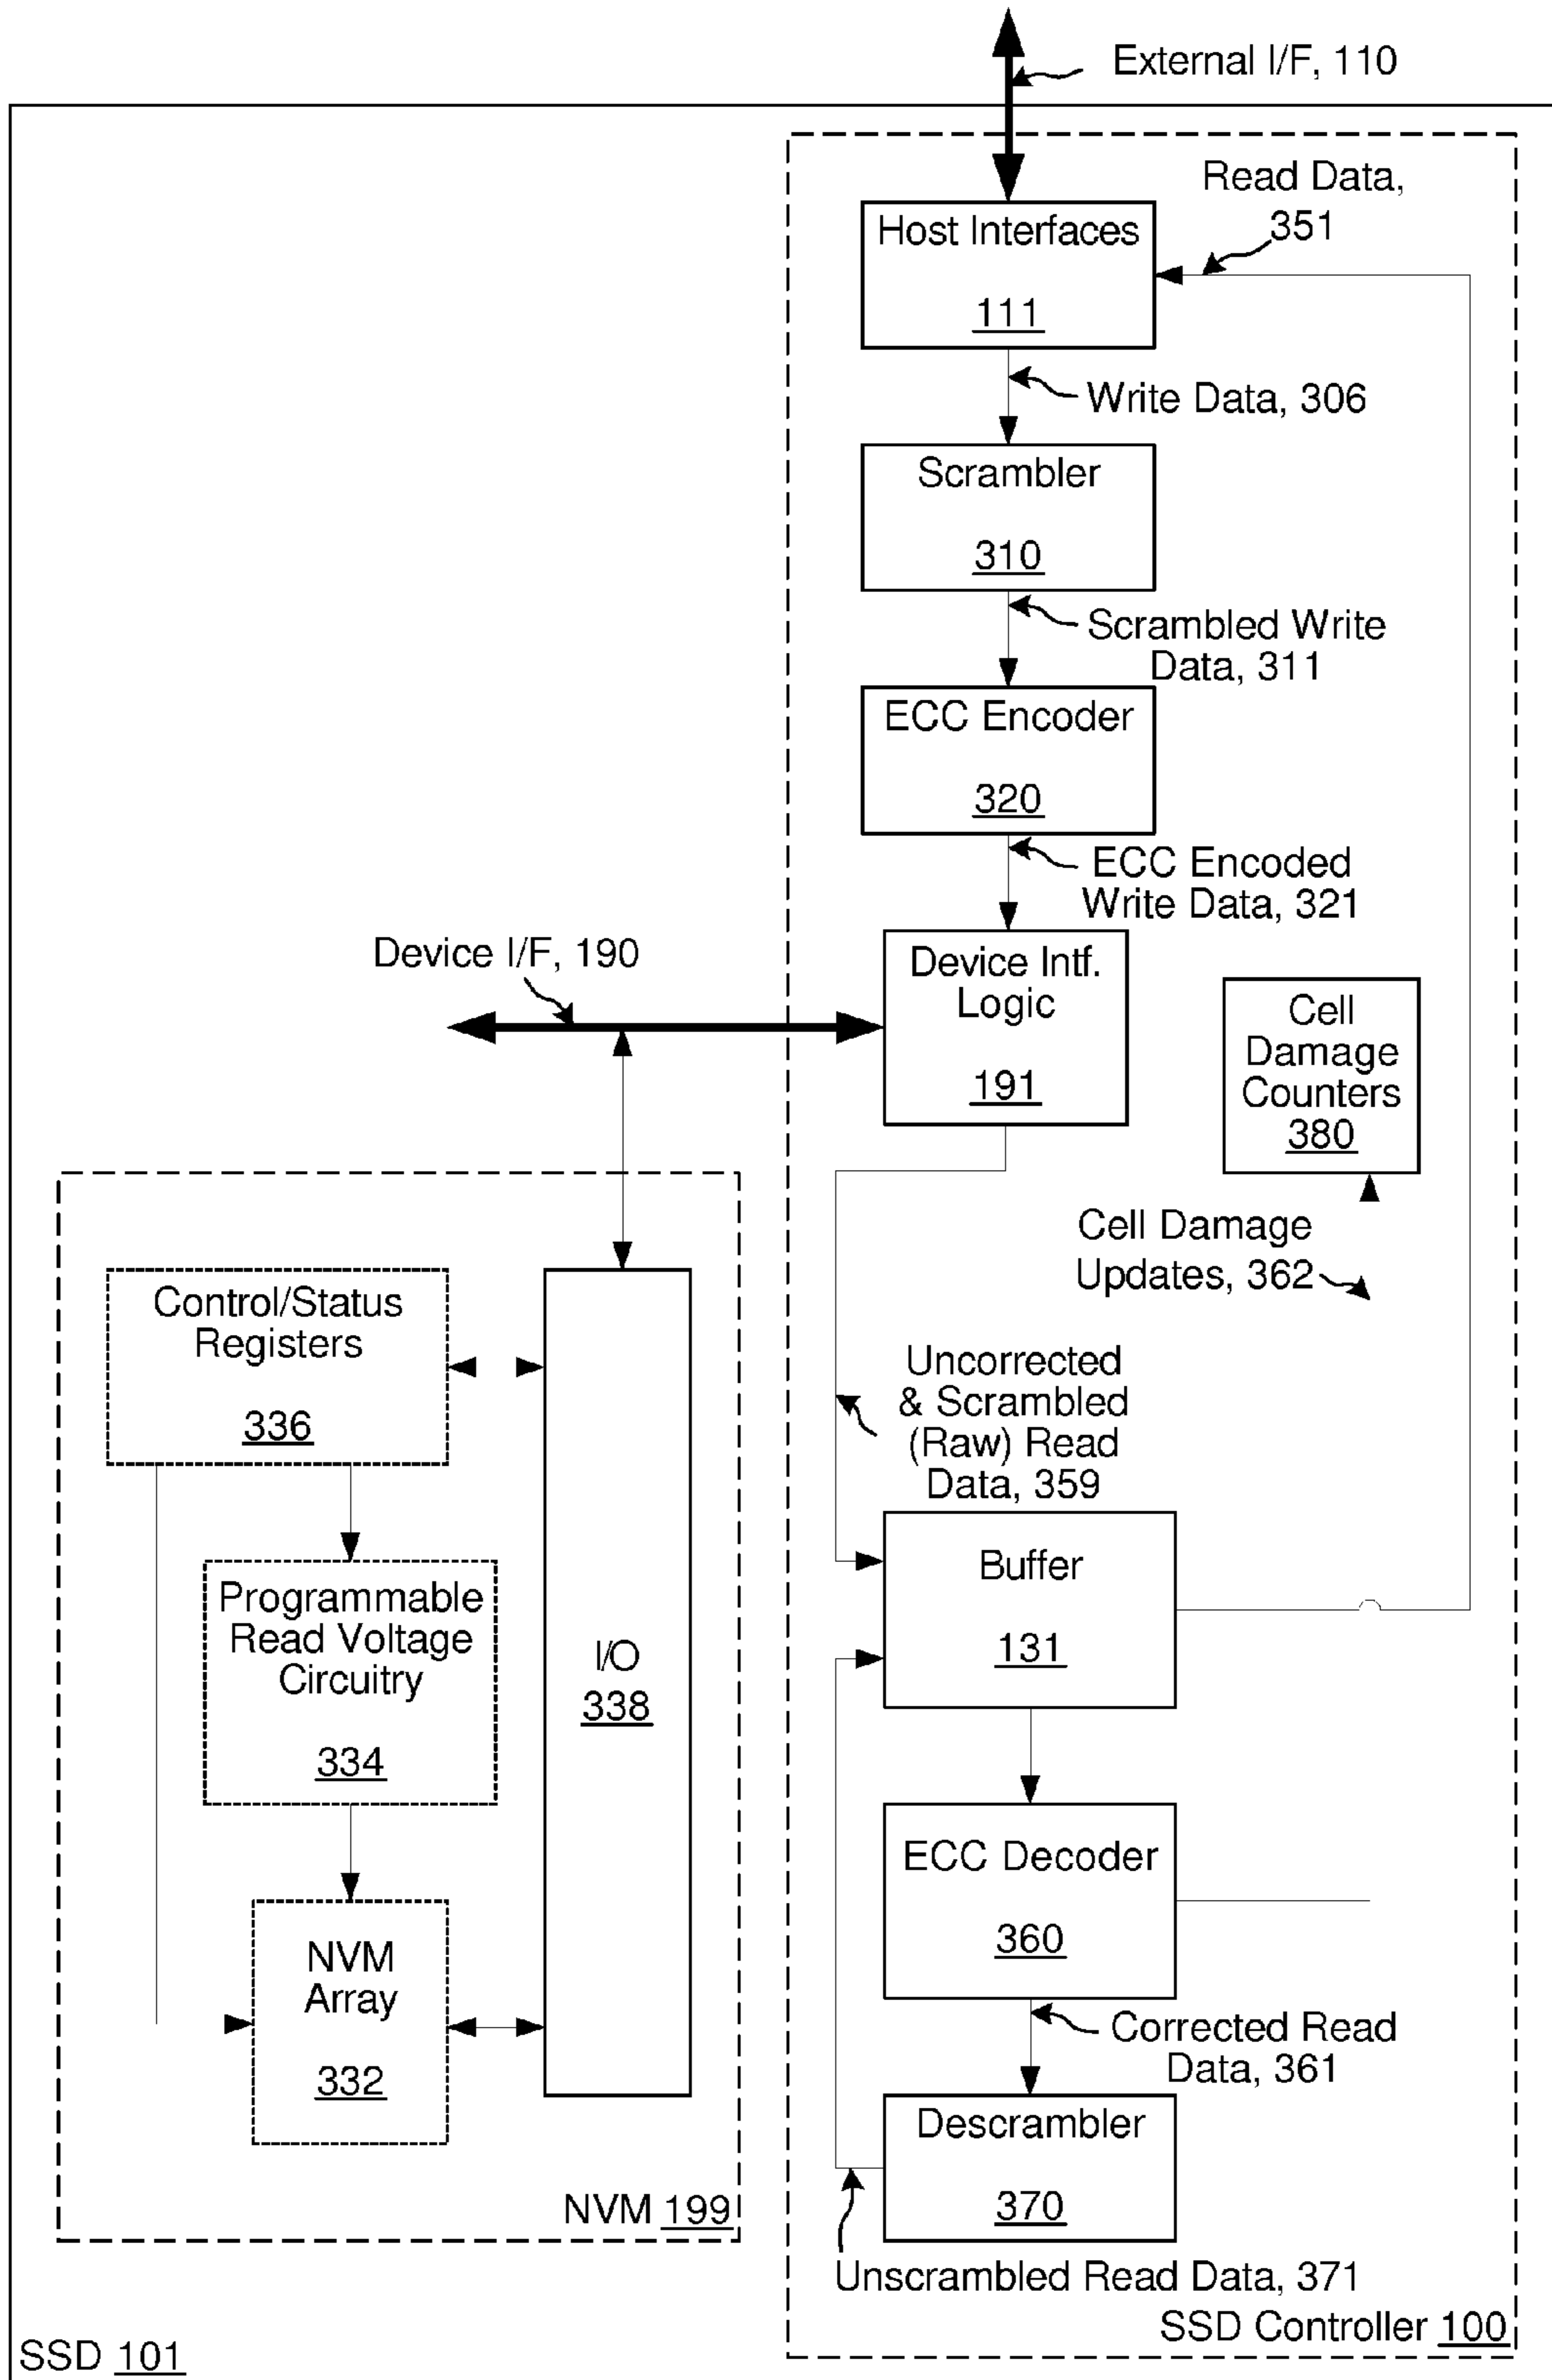 External I/F, 110
Read Data,
351
Host Interfaces
111
Write Data, 306
Scrambler
310
Scrambled Write
Data, 311
ECC Encoder
320
ECC Encoded
Write Data, 321
Device I/F, 190
Device Intf.
Logic
191
Cell
Damage
Counters
380
Cell Damage
Updates, 362
Control/Status
Registers
336
Uncorrected
& Scrambled
(Raw) Read
Data, 359
Programmable
Read Voltage
Circuitry
334
I/O
338
Buffer
131
NVM
Array
332
ECC Decoder
360
Corrected Read
Data, 361
Descrambler
370
NVM 199
Unscrambled Read Data, 371
SSD Controller 100
SSD 101